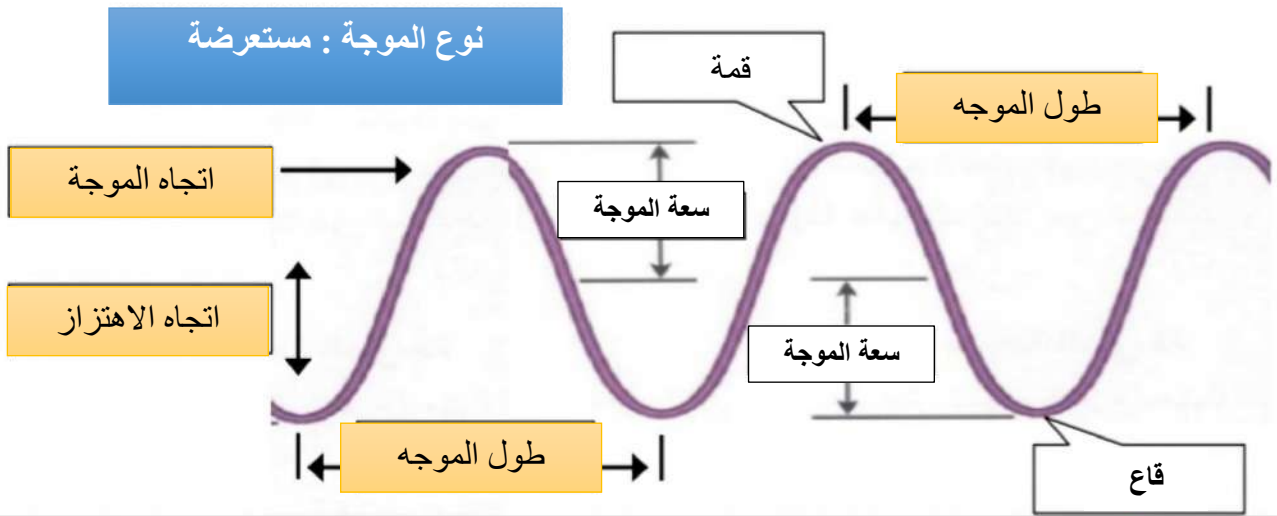 نوع الموجة : مستعرضة
قمة
طول الموجه
اتجاه الموجة
سعة الموجة
اتجاه الاهتزاز
سعة الموجة
طول الموجه
قاع